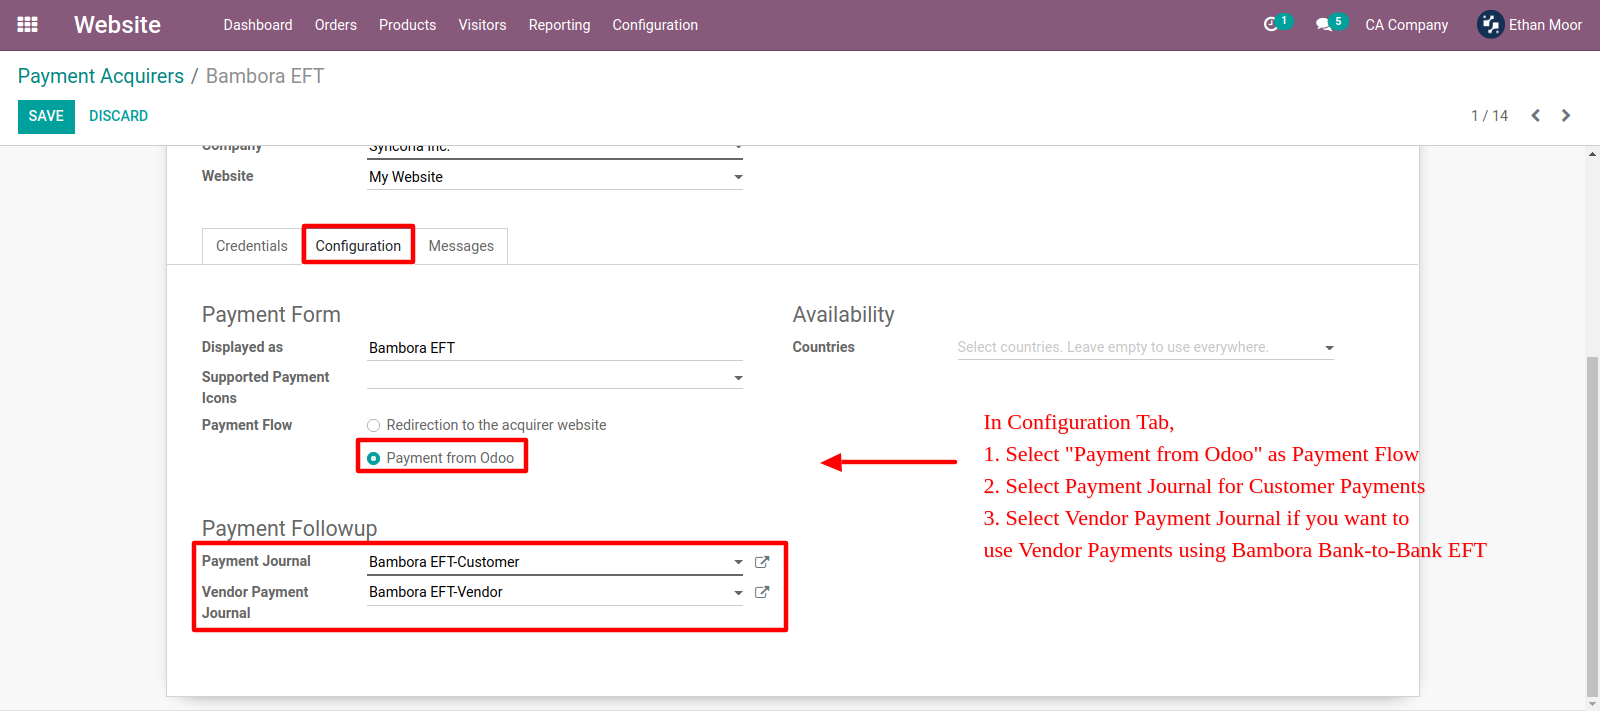 Website Dashboard Orders Products Visitors Reporting Configuration 1 5 CA Company Ethan Moor
Payment Acquirers / Bambora EFT
SAVE DISCARD 1 / 14
Company Syncoria Inc.
Website My Website
Credentials Configuration Messages
Payment Form Availability
Displayed as Bambora EFT Countries Select countries. Leave empty to use everywhere.
Supported Payment
Icons
Payment Flow Redirection to the acquirer website
Payment from Odoo
In Configuration Tab,
1. Select "Payment from Odoo" as Payment Flow
2. Select Payment Journal for Customer Payments
3. Select Vendor Payment Journal if you want to
use Vendor Payments using Bambora Bank-to-Bank EFT
Payment Followup
Payment Journal Bambora EFT-Customer
Vendor Payment Bambora EFT-Vendor
Journal